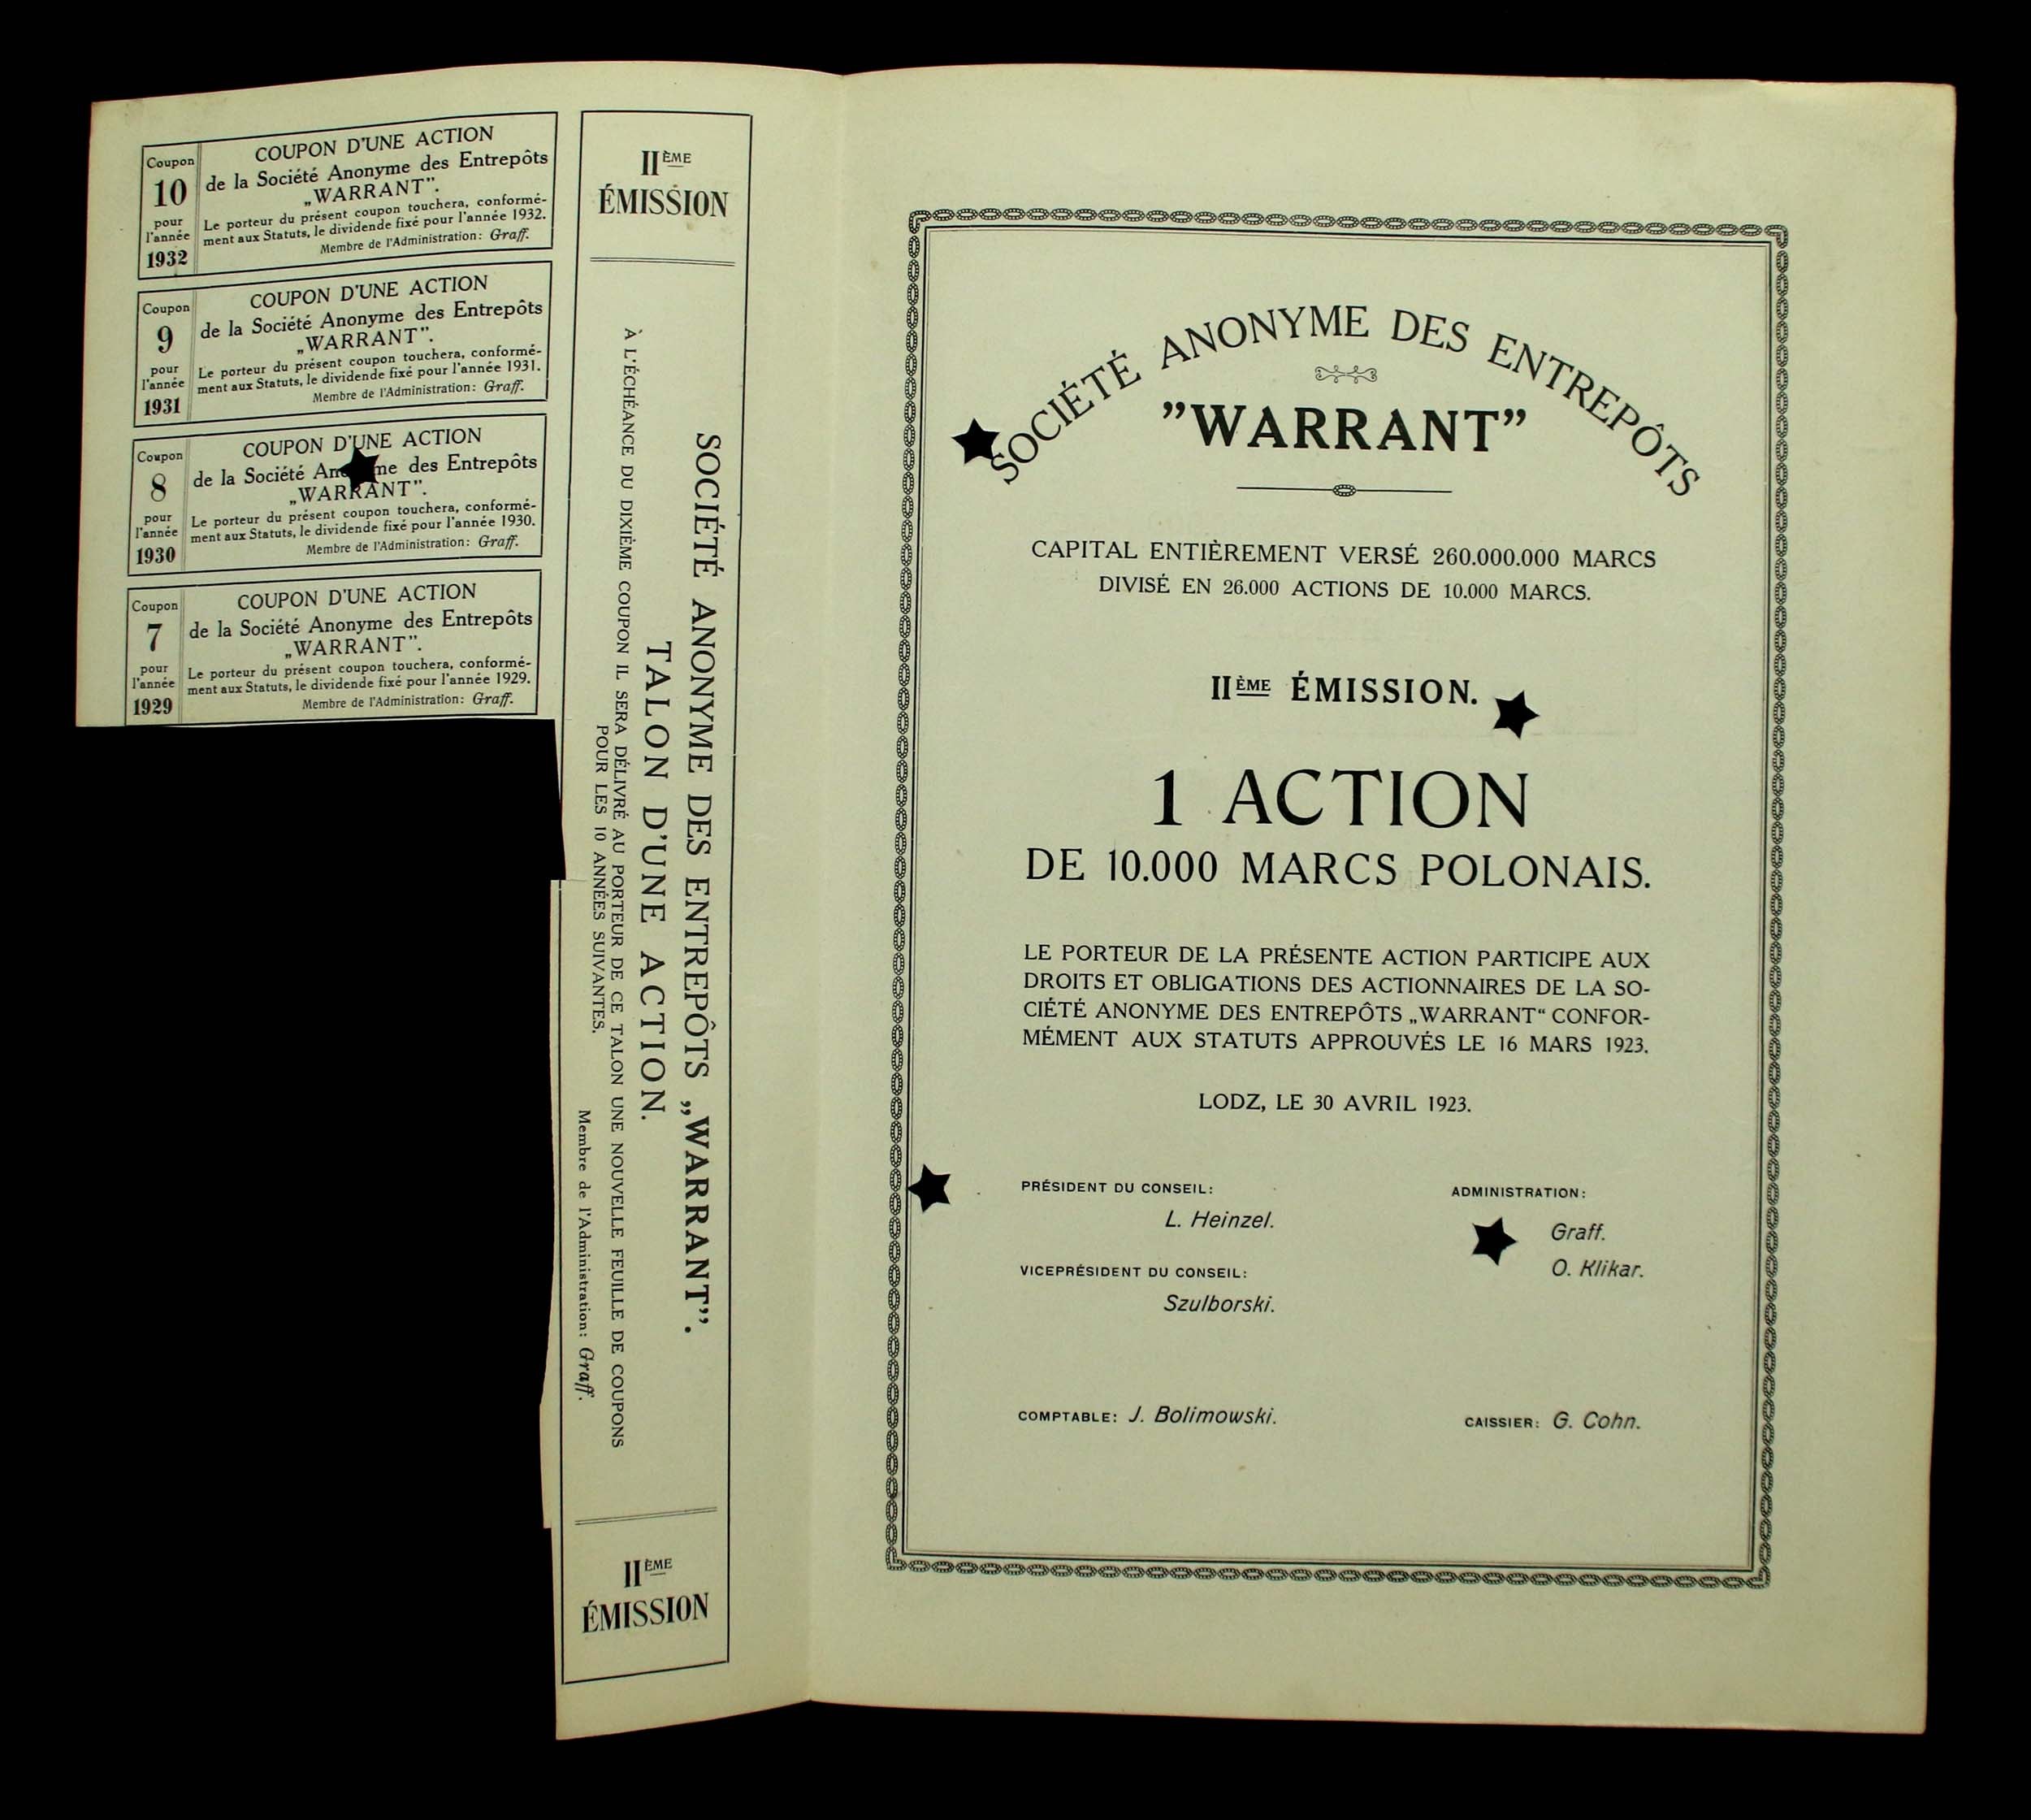 Coupon
10
pour
l'année
1932
COUPON D'UNE ACTION
de la Société Anonyme des Entrepôts
„WARRANT”.
Le porteur du présent coupon touchera, conformé-
ment aux Statuts, le dividende fixé pour l'année 1932.
Membre de l'Administration: Graff.
Coupon
9
pour
l'année
1931
COUPON D'UNE ACTION
de la Société Anonyme des Entrepôts
„WARRANT”.
Le porteur du présent coupon touchera, conformé-
ment aux Statuts, le dividende fixé pour l'année 1931.
Membre de l'Administration: Graff.
Coupon
8
pour
l'année
1930
COUPON D'UNE ACTION
de la Société An me des Entrepôts
„WARRANT”.
Le porteur du présent coupon touchera, conformé-
ment aux Statuts, le dividende fixé pour l'année 1930.
Membre de l'Administration: Graff.
Coupon
7
pour
l'année
1929
COUPON D'UNE ACTION
de la Société Anonyme des Entrepôts
„WARRANT”.
Le porteur du présent coupon touchera, conformé-
ment aux Statuts, le dividende fixé pour l'année 1929.
Membre de l'Administration: Graff.
IIÈME
ÉMISSION
SOCIÉTÉ ANONYME DES ENTREPÔTS „WARRANT”.
TALON D'UNE ACTION.
À L'ÉCHÉANCE DU DIXIÈME COUPON IL SERA DÉLIVRÉ AU PORTEUR DE CE TALON UNE NOUVELLE FEUILLE DE COUPONS
POUR LES 10 ANNÉES SUIVANTES.
Membre de l'Administration: Graff.
IIÈME
ÉMISSION
SOCIÉTÉ ANONYME DES ENTREPÔTS
”WARRANT”
CAPITAL ENTIÈREMENT VERSÉ 260.000.000 MARCS
DIVISÉ EN 26.000 ACTIONS DE 10.000 MARCS.
IIÈME ÉMISSION.
1 ACTION
DE 10.000 MARCS POLONAIS.
LE PORTEUR DE LA PRÉSENTE ACTION PARTICIPE AUX
DROITS ET OBLIGATIONS DES ACTIONNAIRES DE LA SO-
CIÉTÉ ANONYME DES ENTREPÔTS „WARRANT“ CONFOR-
MÉMENT AUX STATUTS APPROUVÉS LE 16 MARS 1923.
LODZ, LE 30 AVRIL 1923.
PRÉSIDENT DU CONSEIL:
L. Heinzel.
VICEPRÉSIDENT DU CONSEIL:
Szulborski.
ADMINISTRATION:
Graff.
O. Klikar.
COMPTABLE: J. Bolimowski.
CAISSIER: G. Cohn.